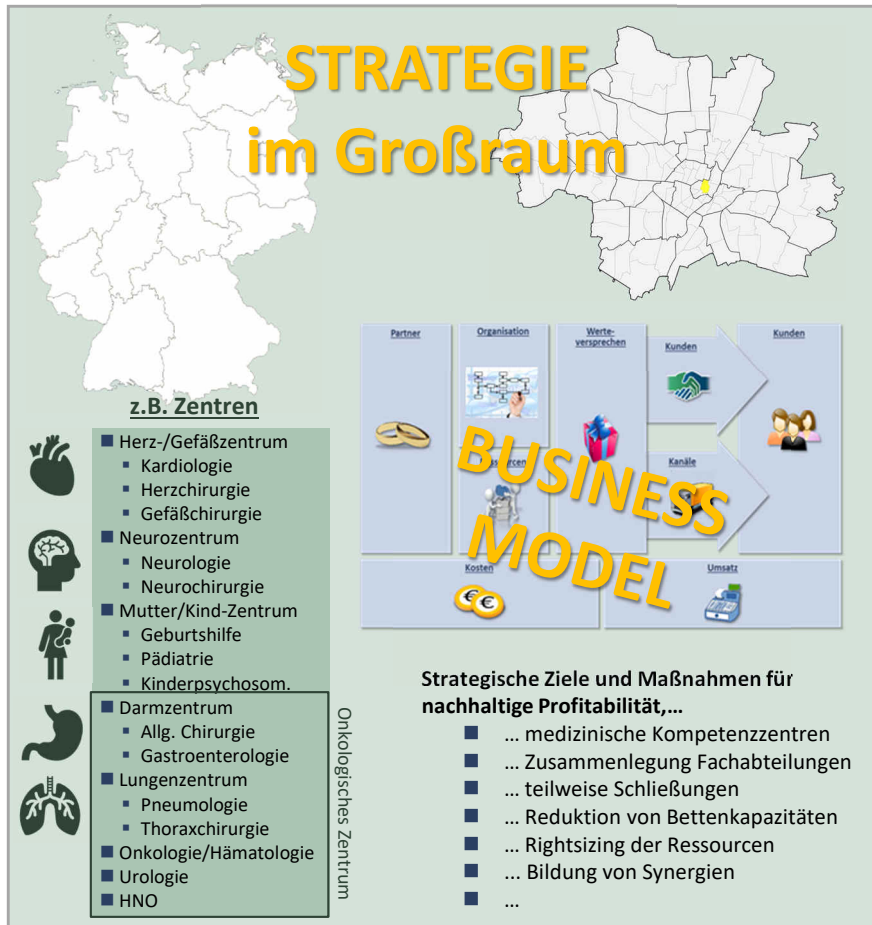 STRATEGIE
im Großraum
Partner
Organisation
Werte-
versprechen
Kunden
Kunden
Kanäle
Kosten
Umsatz
BUSINESS
MODEL
z.B. Zentren
Herz-/Gefäßzentrum
Kardiologie
Herzchirurgie
Gefäßchirurgie
Neurozentrum
Neurologie
Neurochirurgie
Mutter/Kind-Zentrum
Geburtshilfe
Pädiatrie
Kinderpsychosom.
Darmzentrum
Allg. Chirurgie
Gastroenterologie
Lungenzentrum
Pneumologie
Thoraxchirurgie
Onkologie/Hämatologie
Urologie
HNO
Onkologisches Zentrum
Strategische Ziele und Maßnahmen für
nachhaltige Profitabilität,…
… medizinische Kompetenzzentren
… Zusammenlegung Fachabteilungen
… teilweise Schließungen
… Reduktion von Bettenkapazitäten
… Rightsizing der Ressourcen
... Bildung von Synergien
…